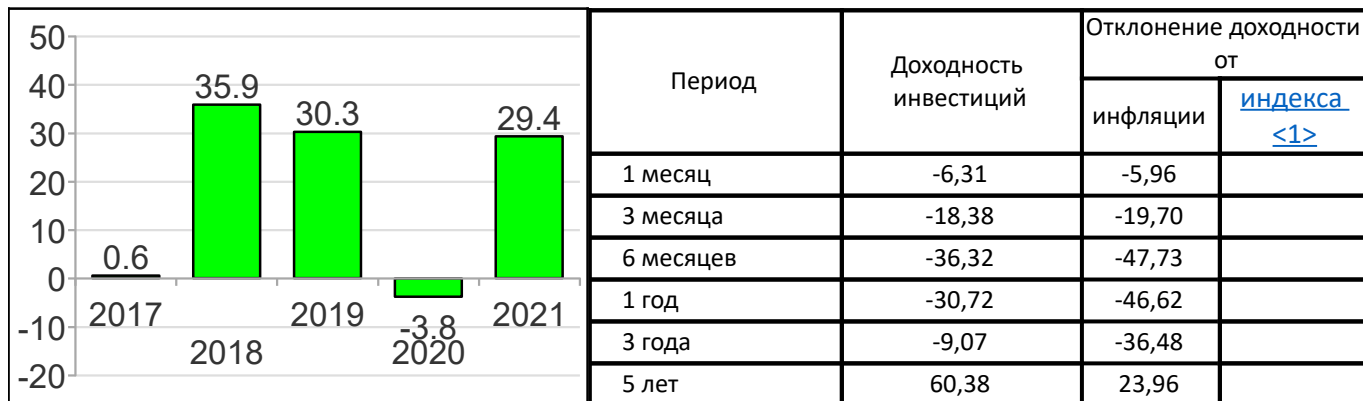 50
40
30
20
10
0
-10
-20
0.6
35.9
30.3
-3.8
29.4
2017
2018
2019
2020
2021
Период
Доходность
инвестиций
Отклонение доходности
от
инфляции
индекса
<1>
1 месяц -6,31 -5,96
3 месяца -18,38 -19,70
6 месяцев -36,32 -47,73
1 год -30,72 -46,62
3 года -9,07 -36,48
5 лет 60,38 23,96